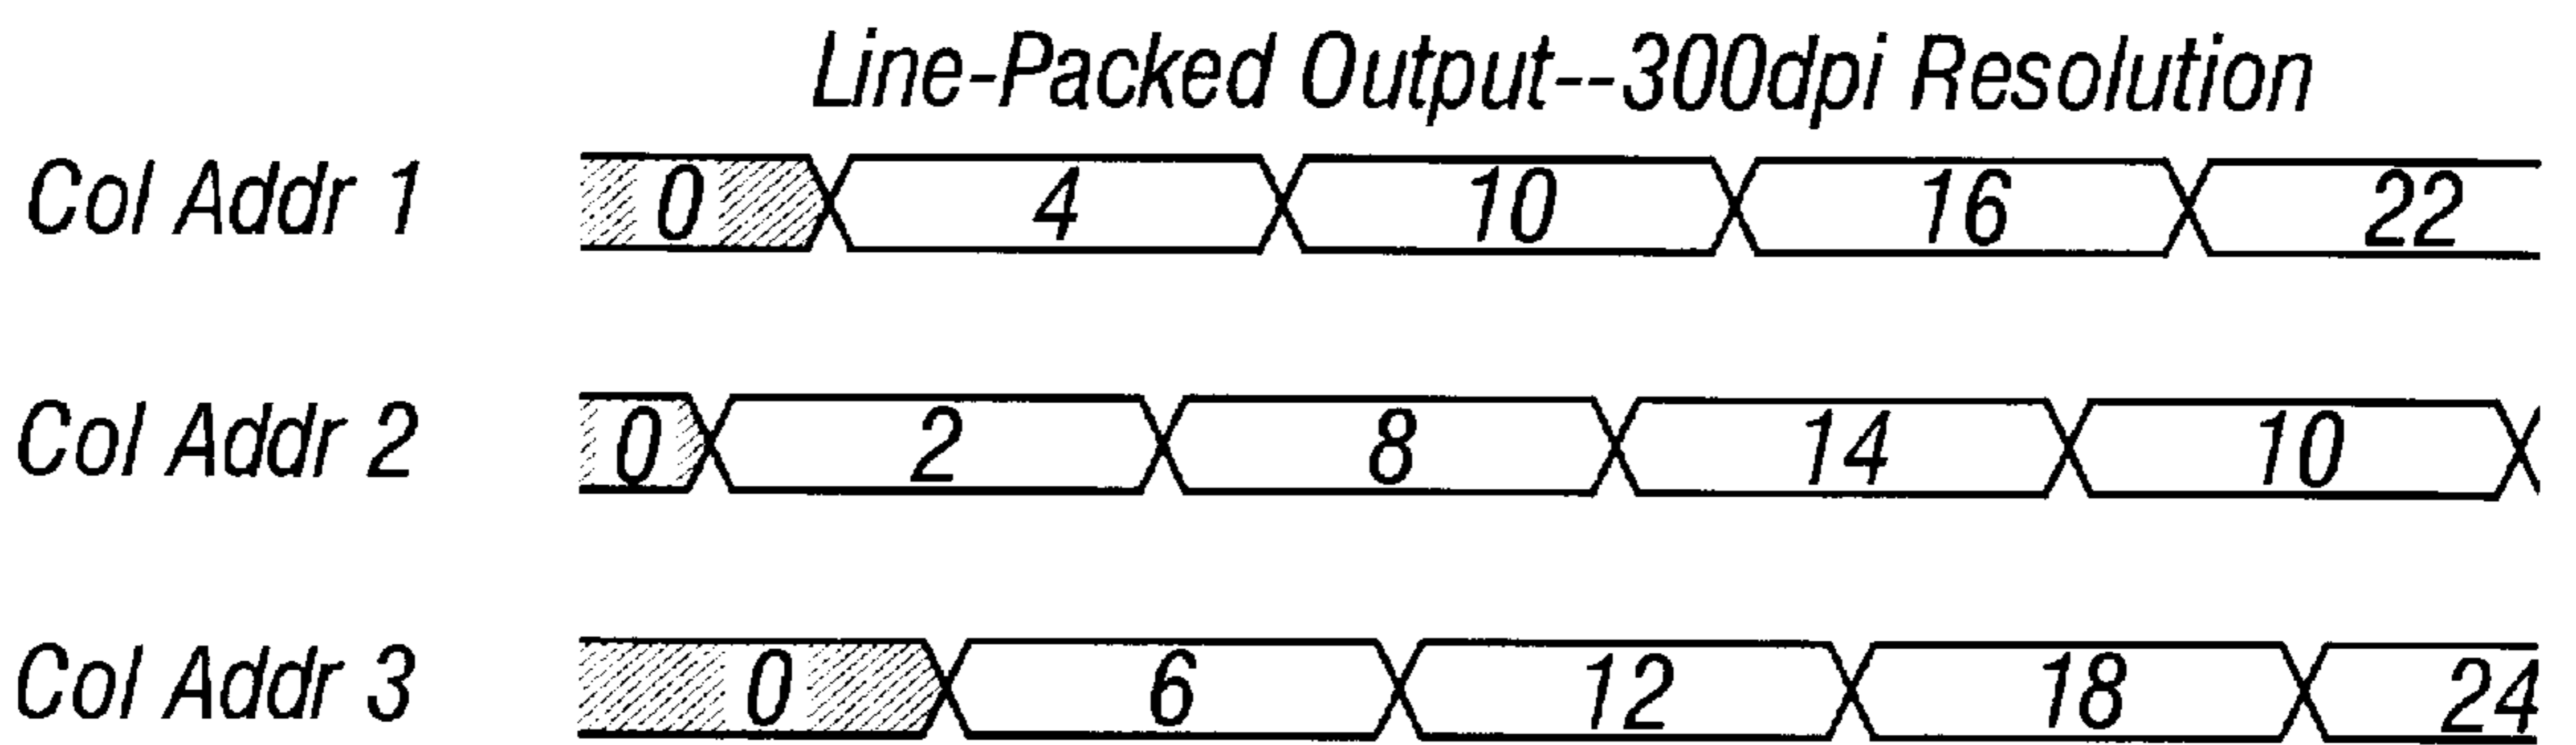 Line-Packed Output--300dpi Resolution
Col Addr 1 0 4 10 16 22
Col Addr 2 0 2 8 14 10
Col Addr 3 0 6 12 18 24